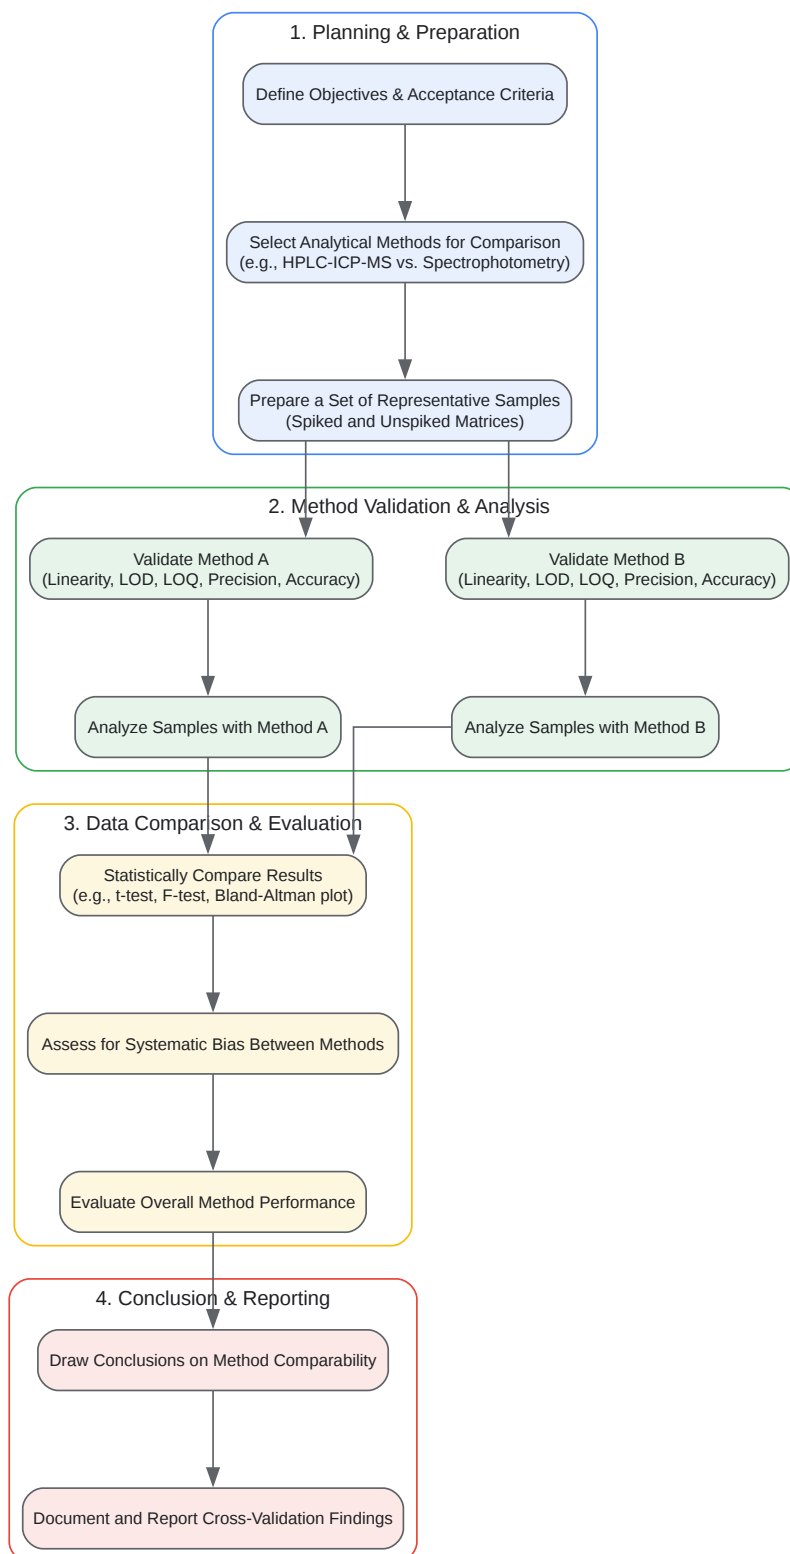 1. Planning & Preparation
Define Objectives & Acceptance Criteria
Select Analytical Methods for Comparison
(e.g., HPLC-ICP-MS vs. Spectrophotometry)
Prepare a Set of Representative Samples
(Spiked and Unspiked Matrices)
2. Method Validation & Analysis
Validate Method A
(Linearity, LOD, LOQ, Precision, Accuracy)
Validate Method B
(Linearity, LOD, LOQ, Precision, Accuracy)
Analyze Samples with Method A
Analyze Samples with Method B
3. Data Comparison & Evaluation
Statistically Compare Results
(e.g., t-test, F-test, Bland-Altman plot)
Assess for Systematic Bias Between Methods
Evaluate Overall Method Performance
4. Conclusion & Reporting
Draw Conclusions on Method Comparability
Document and Report Cross-Validation Findings